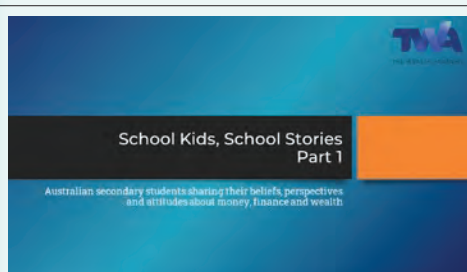 TWA
School Kids, School Stories
Part 1
Australian secondary students sharing their beliefs, perspectives
and attitudes about money, finance and wealth